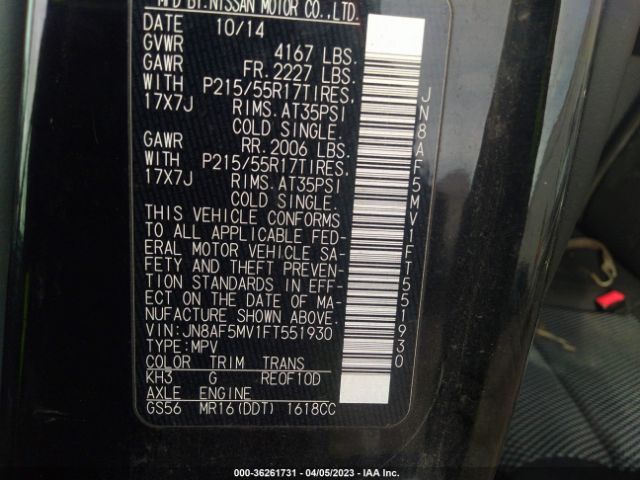 MFD BY:NISSAN MOTOR CO.,LTD.
10/14
GVWR 4167 LBS.
GAWR FR. 2227 LBS.
WITH P215/55R17TIRES,
17X7J RIMS.AT35PSI
COLD SINGLE.
GAWR RR. 2006 LBS.
WITH P215/55R17TIRES,
17X7J RIMS.AT35PSI
COLD SINGLE.
THIS VEHICLE CONFORMS
TO ALL APPLICABLE FED-
ERAL MOTOR VEHICLE SA-
FETY AND THEFT PREVEN-
TION STANDARDS IN EFF-
ECT ON THE DATE OF MA-
NUFACTURE SHOWN ABOVE.
VIN:JN8AF5MV1FT551930
TYPE:MPV
COLOR TRIM TRANS
KH3 G RE0F10D
AXLE ENGINE
GS56 MR16(DDT) 1618CC
JN8AF5MV1FT551930
000-36261731 - 04/05/2023 - IAA Inc.